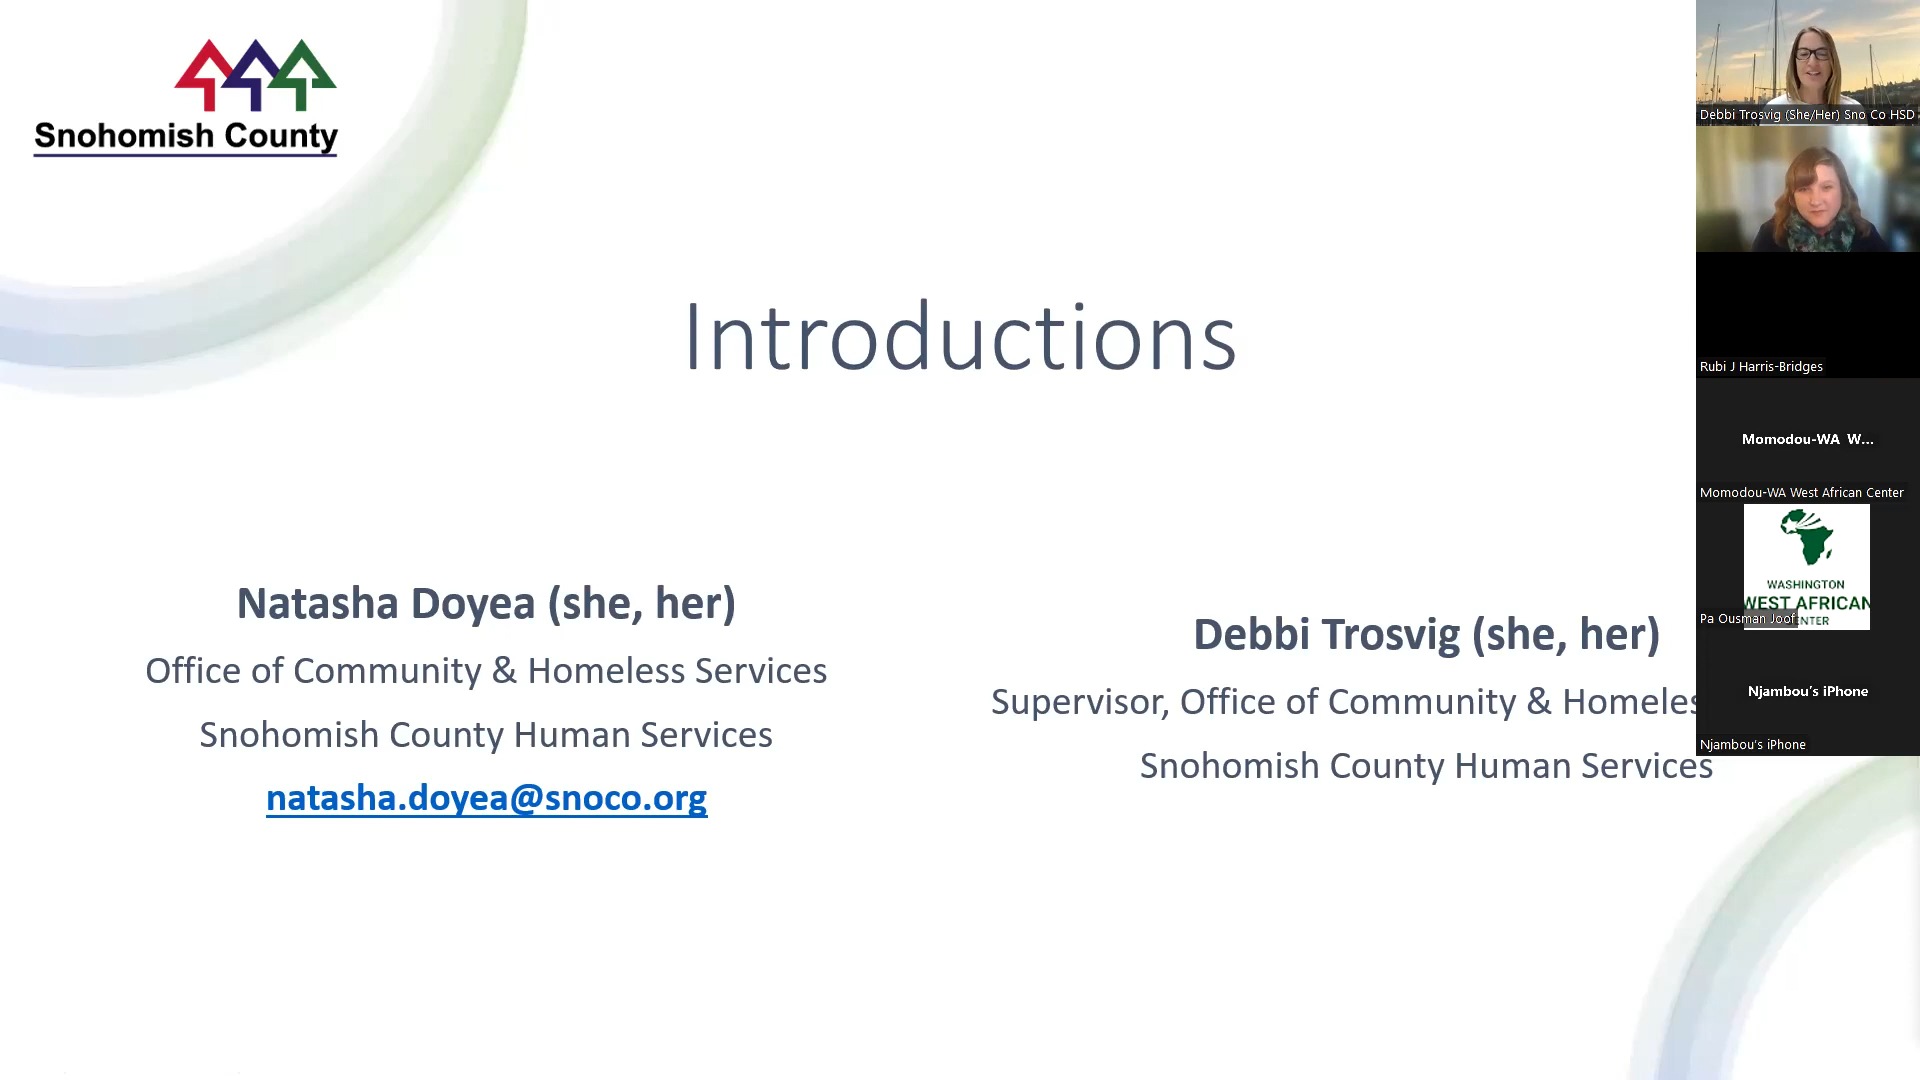 Snohomish County
Introductions
Natasha Doyea (she, her)
Office of Community & Homeless Services
Snohomish County Human Services
natasha.doyea@snoco.org
Debbi Trosvig (she, her)
Supervisor, Office of Community & Homeles
Snohomish County Human Services
Debbi Trosvig (She/Her) Sno Co HSD
Rubi J Harris-Bridges
Momodou-WA W...
Momodou-WA West African Center
WASHINGTON
WEST AFRICAN
ENTER
Pa Ousman Joof
Njambou's iPhone
Njambou's iPhone